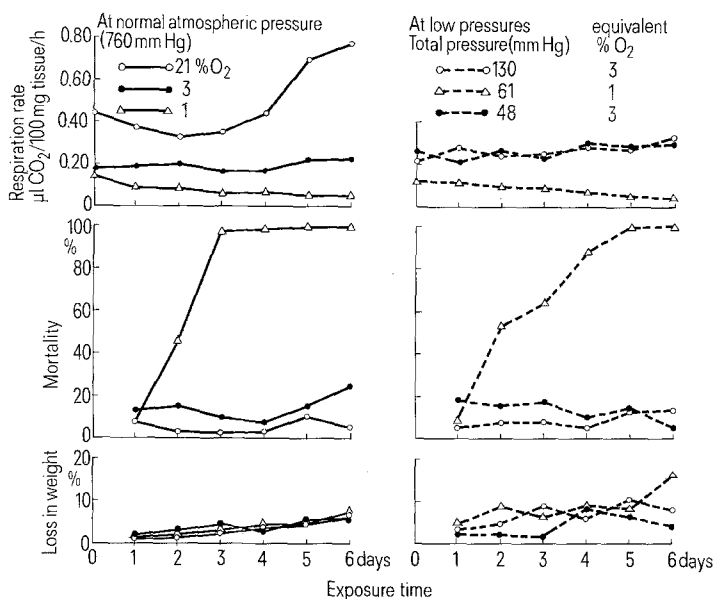 At normal atmospheric pressure
(760 mm Hg)
21 % O2
3
1
At low pressures
Total pressure (mm Hg)
equivalent
% O2
130 3
61 1
48 3
Respiration rate
µl CO2/100 mg tissue/h
0.80
0.60
0.40
0.20
0
Mortality
%
100
80
60
40
20
0
Loss in weight
%
20
10
0
0 1 2 3 4 5 6 days
0 1 2 3 4 5 6 days
Exposure time